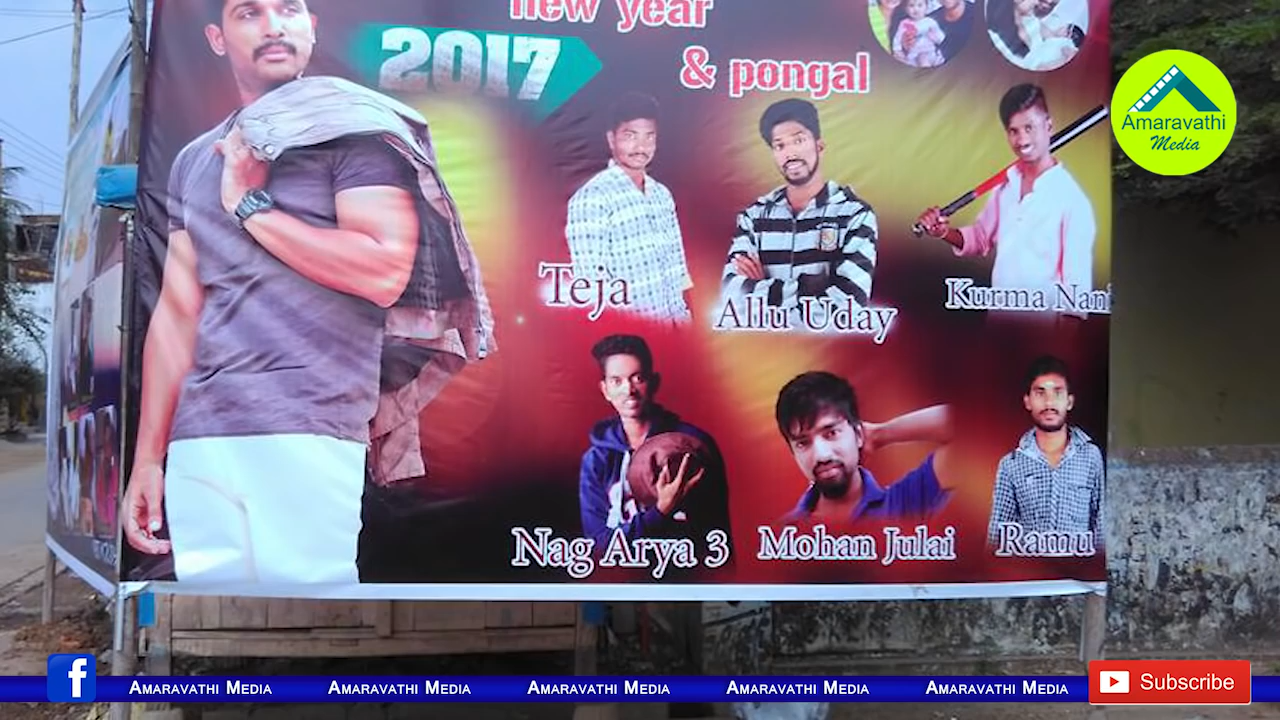 new year
2017
& pongal
Amaravathi
Media
Teja
Allu Uday
Kurma Nani
Nag Arya 3
Mohan Julai
Ramu
f
Amaravathi Media Amaravathi Media Amaravathi Media Amaravathi Media Amaravathi Media
Subscribe